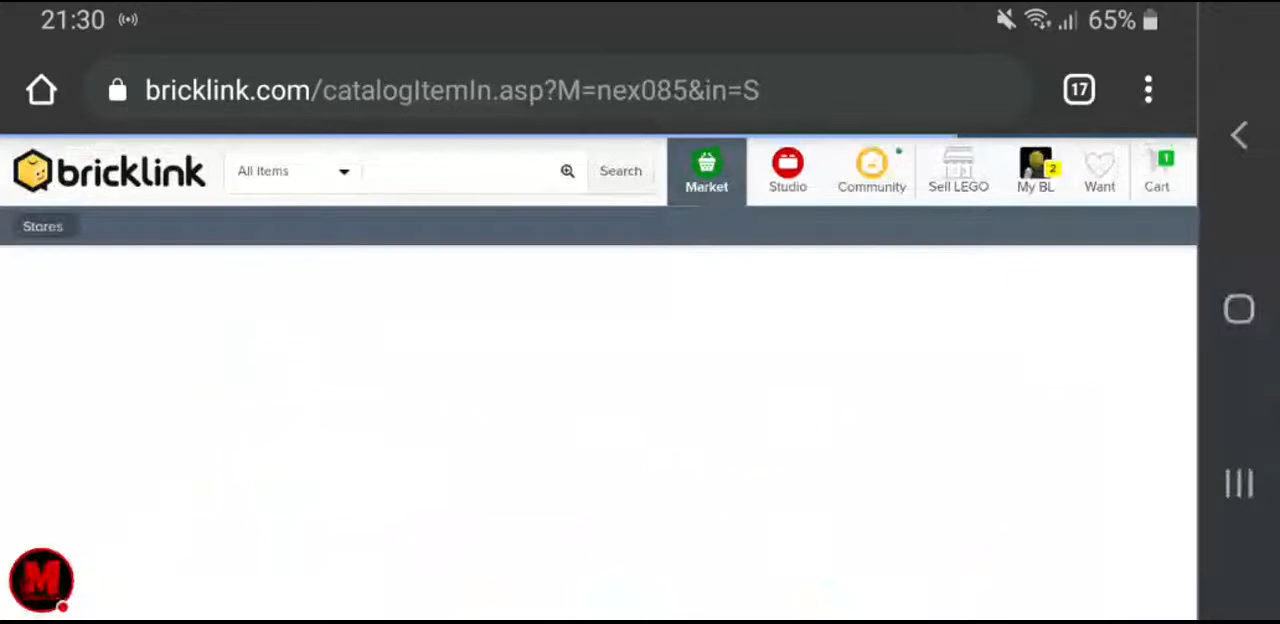 21:30 65%
bricklink.com/catalogItemIn.asp?M=nex085&in=S 17
bricklink All Items Search Market Studio Community Sell LEGO My BL 2 Want Cart 1
Stores
M